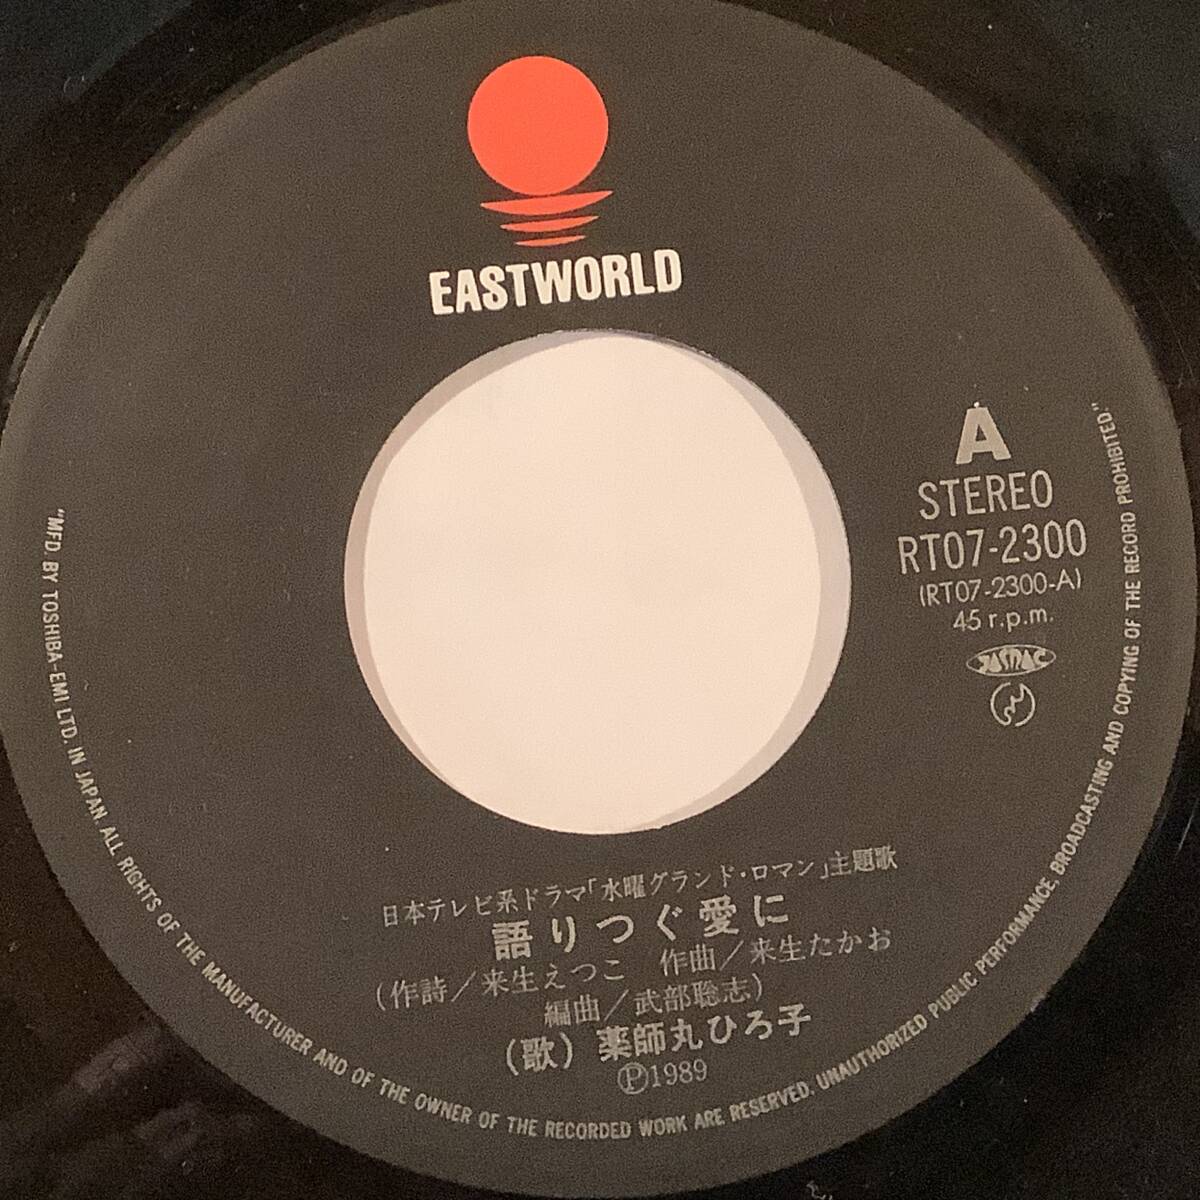 EASTWORLD
A
STEREO
RT07-2300
(RT07-2300-A)
45 r.p.m.
JASRAC
日本テレビ系ドラマ「水曜グランド・ロマン」主題歌
語りつぐ愛に
(作詩/来生えつこ 作曲/来生たかお
編曲/武部聡志)
(歌) 薬師丸ひろ子
Ⓟ1989
"MFD. BY TOSHIBA-EMI LTD. IN JAPAN. ALL RIGHTS OF THE MANUFACTURER AND OF THE OWNER OF THE RECORDED WORK ARE RESERVED. UNAUTHORIZED PUBLIC PERFORMANCE, BROADCASTING AND COPYING OF THE RECORD PROHIBITED."